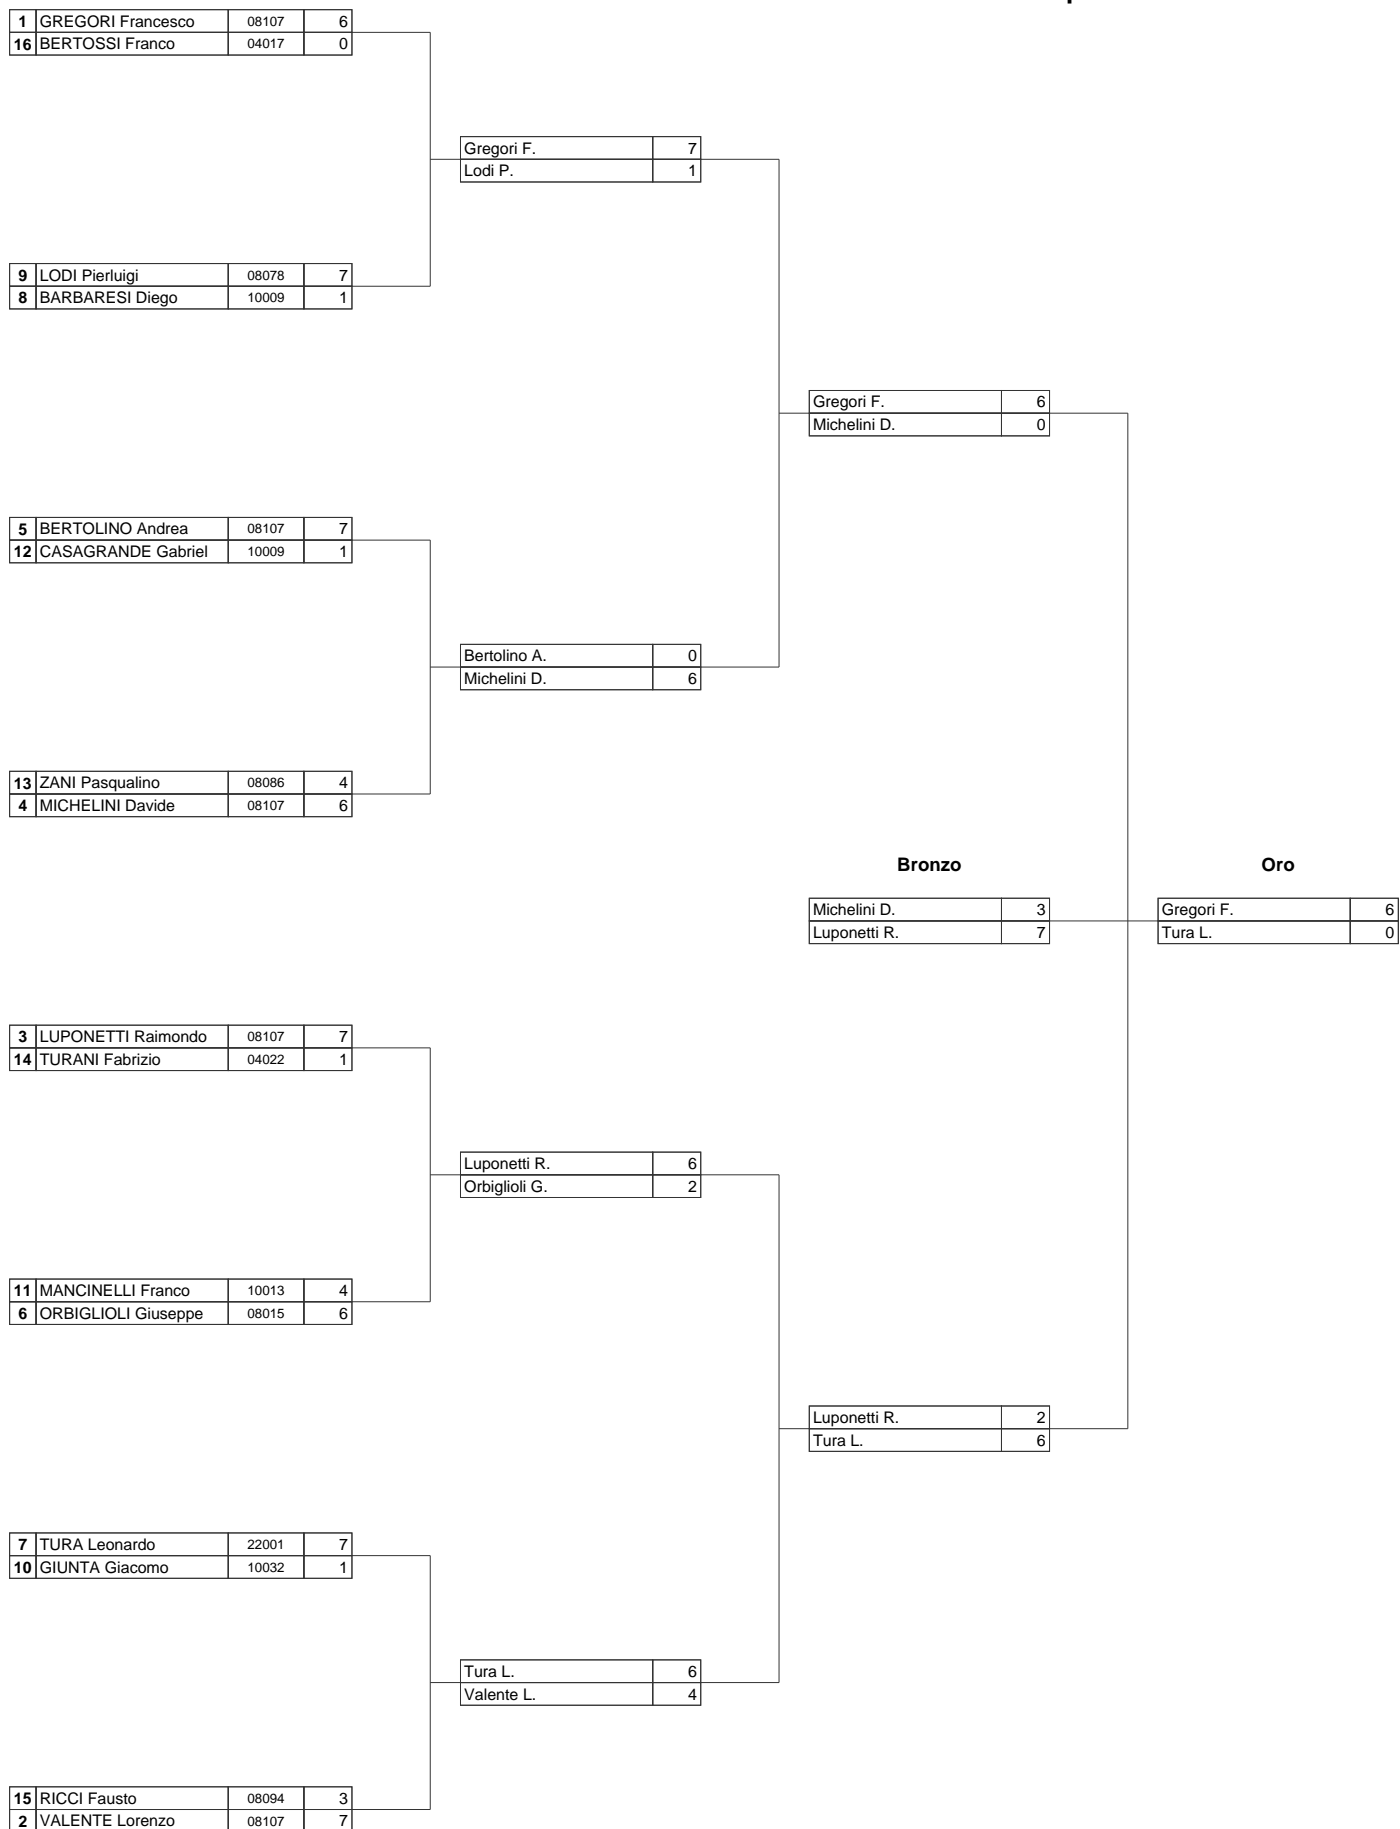 1 GREGORI Francesco 08107 6
16 BERTOSSI Franco 04017 0
Gregori F. 7
Lodi P. 1
9 LODI Pierluigi 08078 7
8 BARBARESI Diego 10009 1
Gregori F. 6
Michelini D. 0
5 BERTOLINO Andrea 08107 7
12 CASAGRANDE Gabriel 10009 1
Bertolino A. 0
Michelini D. 6
13 ZANI Pasqualino 08086 4
4 MICHELINI Davide 08107 6
Bronzo Oro
Michelini D. 3 Gregori F. 6
Luponetti R. 7 Tura L. 0
3 LUPONETTI Raimondo 08107 7
14 TURANI Fabrizio 04022 1
Luponetti R. 6
Orbiglioli G. 2
11 MANCINELLI Franco 10013 4
6 ORBIGLIOLI Giuseppe 08015 6
Luponetti R. 2
Tura L. 6
7 TURA Leonardo 22001 7
10 GIUNTA Giacomo 10032 1
Tura L. 6
Valente L. 4
15 RICCI Fausto 08094 3
2 VALENTE Lorenzo 08107 7